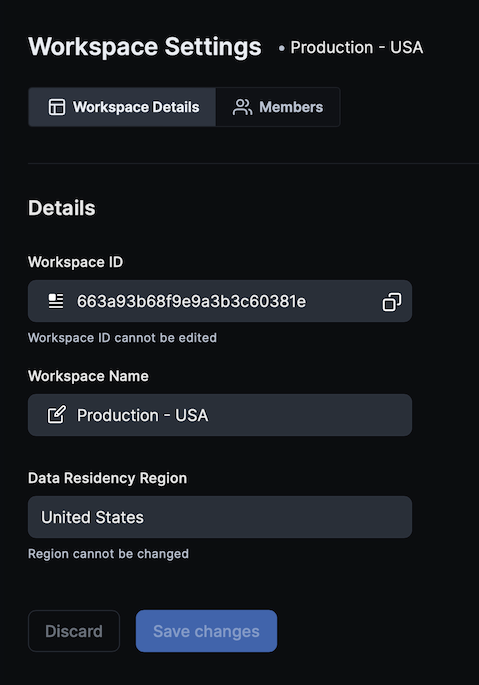 Workspace Settings • Production - USA
Workspace Details Members
Details
Workspace ID
663a93b68f9e9a3b3c60381e
Workspace ID cannot be edited
Workspace Name
Production - USA
Data Residency Region
United States
Region cannot be changed
Discard Save changes